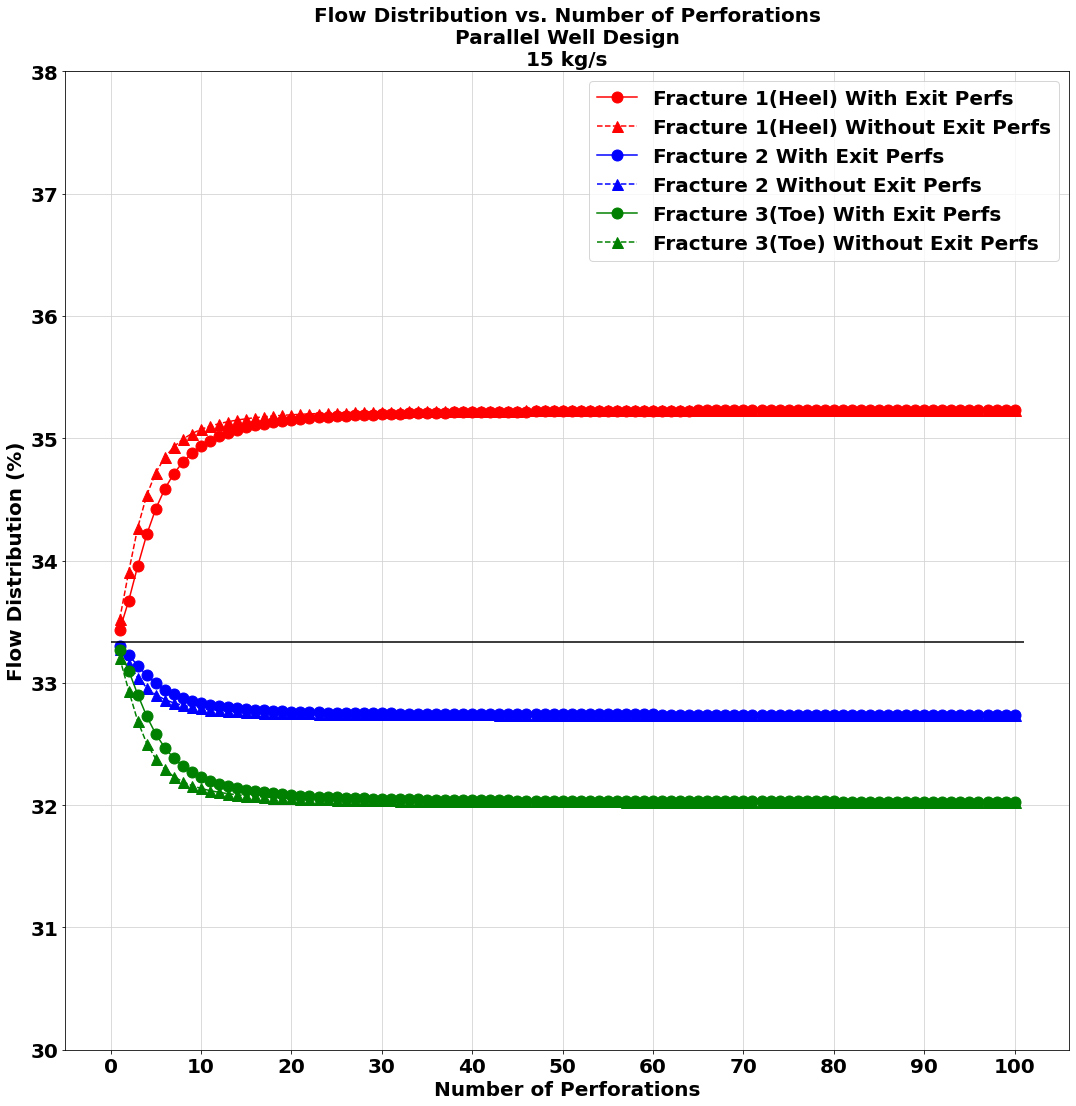 Flow Distribution vs. Number of Perforations
Parallel Well Design
15 kg/s
Fracture 1(Heel) With Exit Perfs
Fracture 1(Heel) Without Exit Perfs
Fracture 2 With Exit Perfs
Fracture 2 Without Exit Perfs
Fracture 3(Toe) With Exit Perfs
Fracture 3(Toe) Without Exit Perfs
Flow Distribution (%)
38
37
36
35
34
33
32
31
30
0 10 20 30 40 50 60 70 80 90 100
Number of Perforations